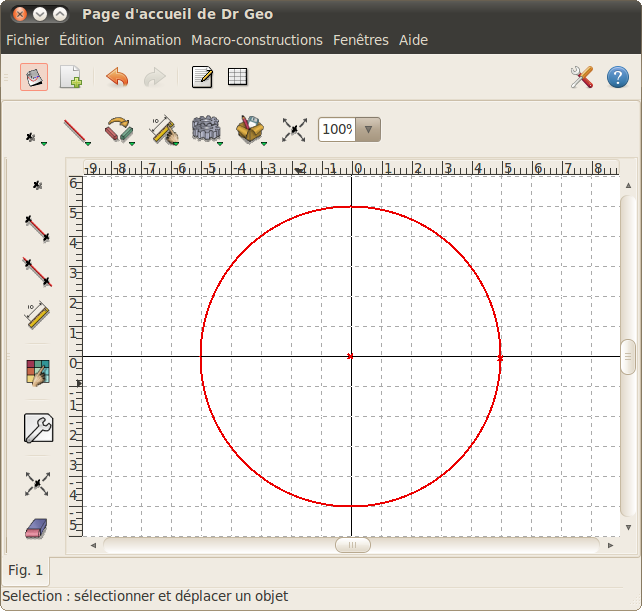 Page d'accueil de Dr Geo
Fichier Édition Animation Macro-constructions Fenêtres Aide
100%
-9 -8 -7 -6 -5 -4 -3 -2 -1 0 1 2 3 4 5 6 7 8
6
5
4
3
2
1
0
1
2
3
4
5
Fig. 1
Selection : sélectionner et déplacer un objet